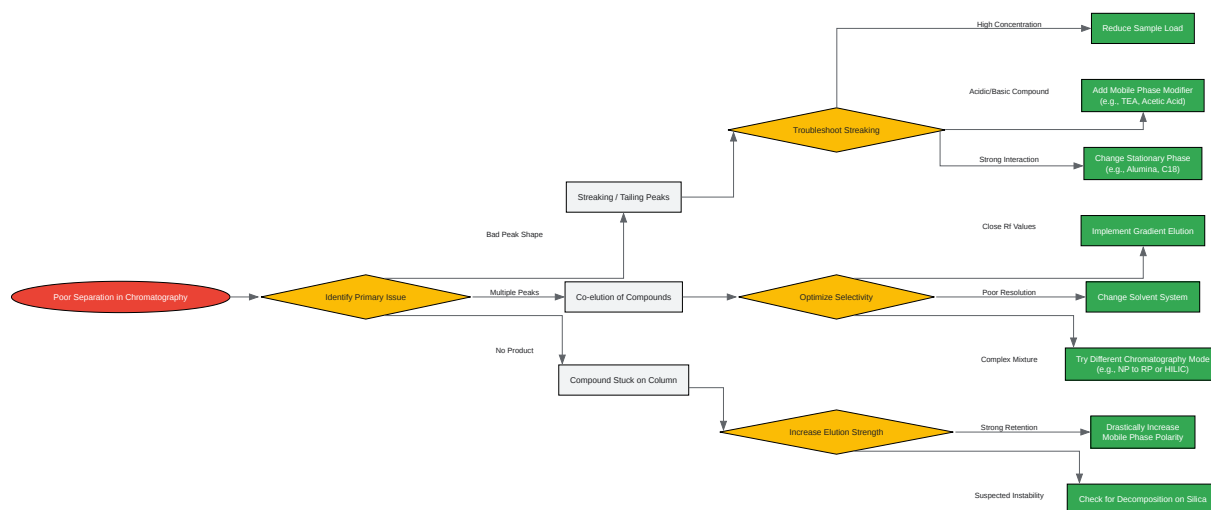 High Concentration
Reduce Sample Load
Acidic/Basic Compound
Add Mobile Phase Modifier
(e.g., TEA, Acetic Acid)
Troubleshoot Streaking
Strong Interaction
Change Stationary Phase
(e.g., Alumina, C18)
Streaking / Tailing Peaks
Bad Peak Shape
Close Rf Values
Implement Gradient Elution
Poor Separation in Chromatography
Identify Primary Issue
Multiple Peaks
Co-elution of Compounds
Optimize Selectivity
Poor Resolution
Change Solvent System
No Product
Complex Mixture
Try Different Chromatography Mode
(e.g., NP to RP or HILIC)
Compound Stuck on Column
Increase Elution Strength
Strong Retention
Drastically Increase
Mobile Phase Polarity
Suspected Instability
Check for Decomposition on Silica